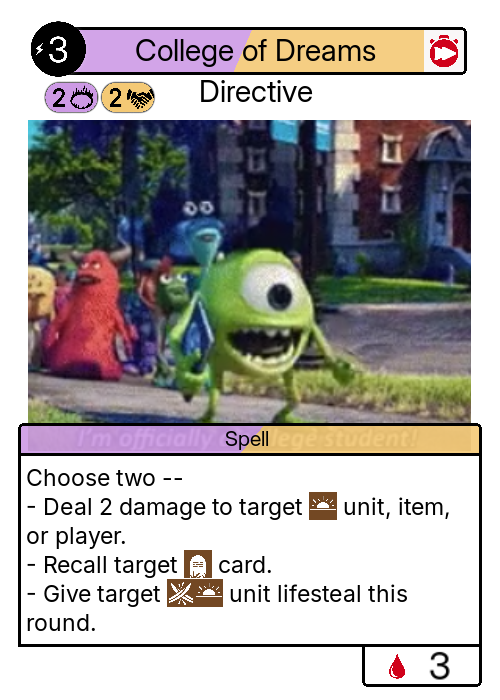 3
College of Dreams
2
2
Directive
I'm officially a college student!
Spell
Choose two --
- Deal 2 damage to target unit, item,
or player.
- Recall target card.
- Give target unit lifesteal this
round.
3